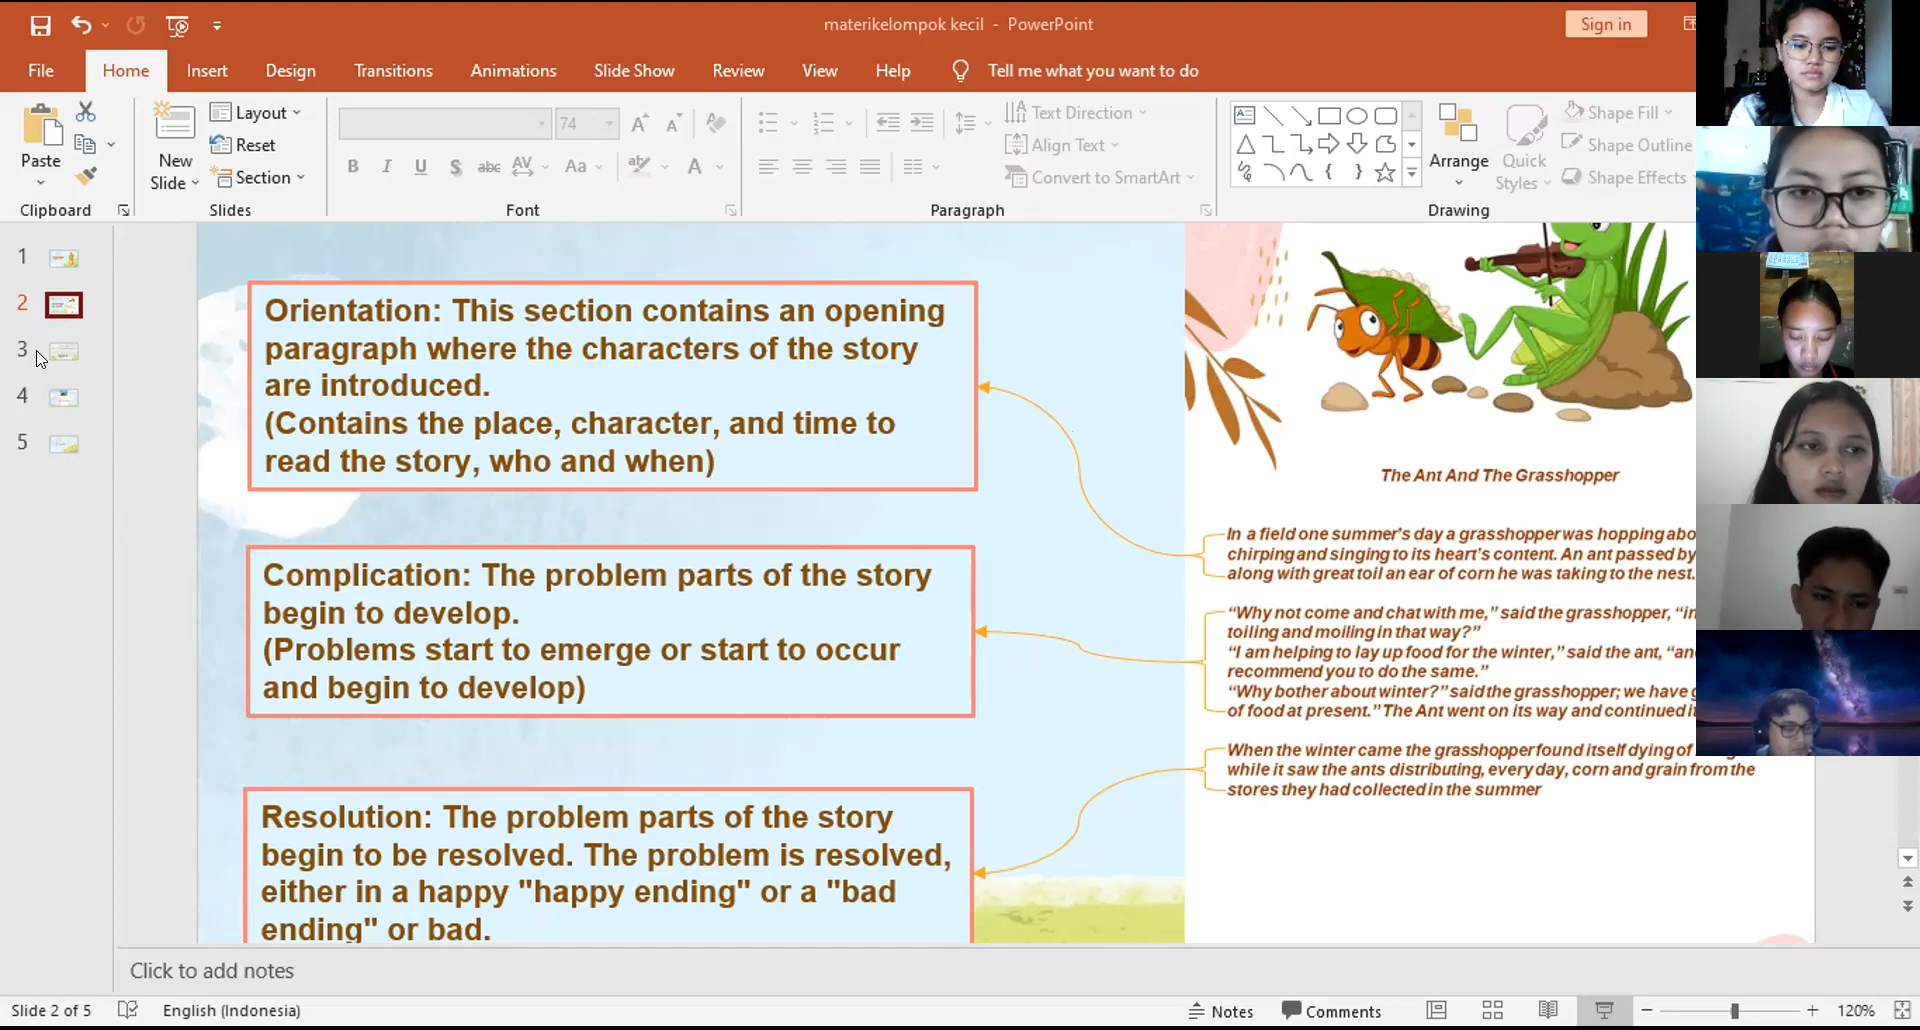 materikelompok kecil - PowerPoint
Sign in
File Home Insert Design Transitions Animations Slide Show Review View Help Tell me what you want to do
Paste
Clipboard
New
Slide
Layout
Reset
Section
Slides
74
B I U S abc AV Aa A
Font
Text Direction
Align Text
Convert to SmartArt
Paragraph
Arrange
Quick
Styles
Shape Fill
Shape Outline
Shape Effects
Drawing
1
2
3
4
5
Orientation: This section contains an opening
paragraph where the characters of the story
are introduced.
(Contains the place, character, and time to
read the story, who and when)
Complication: The problem parts of the story
begin to develop.
(Problems start to emerge or start to occur
and begin to develop)
Resolution: The problem parts of the story
begin to be resolved. The problem is resolved,
either in a happy "happy ending" or a "bad
ending" or bad.
The Ant And The Grasshopper
In a field one summer's day a grasshopper was hopping
chirping and singing to its heart's content. An ant passed by
along with great toil an ear of corn he was taking to the nest.
“Why not come and chat with me,” said the grasshopper,
toiling and moiling in that way?”
“I am helping to lay up food for the winter,” said the ant,
recommend you to do the same.”
“Why bother about winter?” said the grasshopper; we have
of food at present.” The Ant went on its way and continued
When the winter came the grasshopper found itself dying of
while it saw the ants distributing, every day, corn and grain from the
stores they had collected in the summer
Click to add notes
Slide 2 of 5 English (Indonesia) Notes Comments 120%